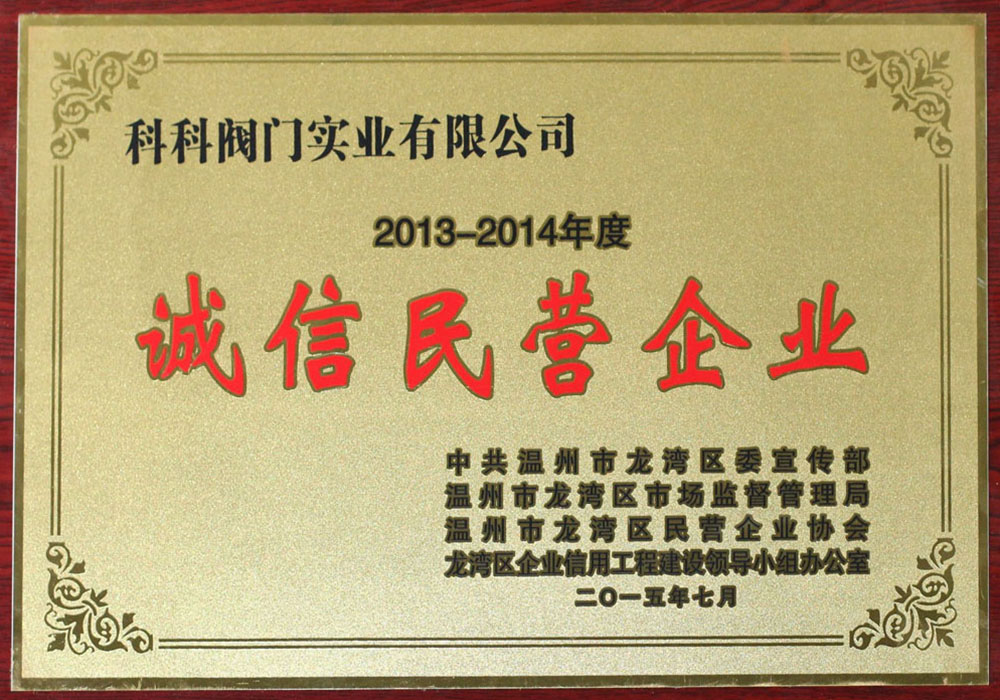 科科阀门实业有限公司
2013-2014年度
诚信民营企业
中共温州市龙湾区委宣传部
温州市龙湾区市场监督管理局
温州市龙湾区民营企业协会
龙湾区企业信用工程建设领导小组办公室
二〇一五年七月